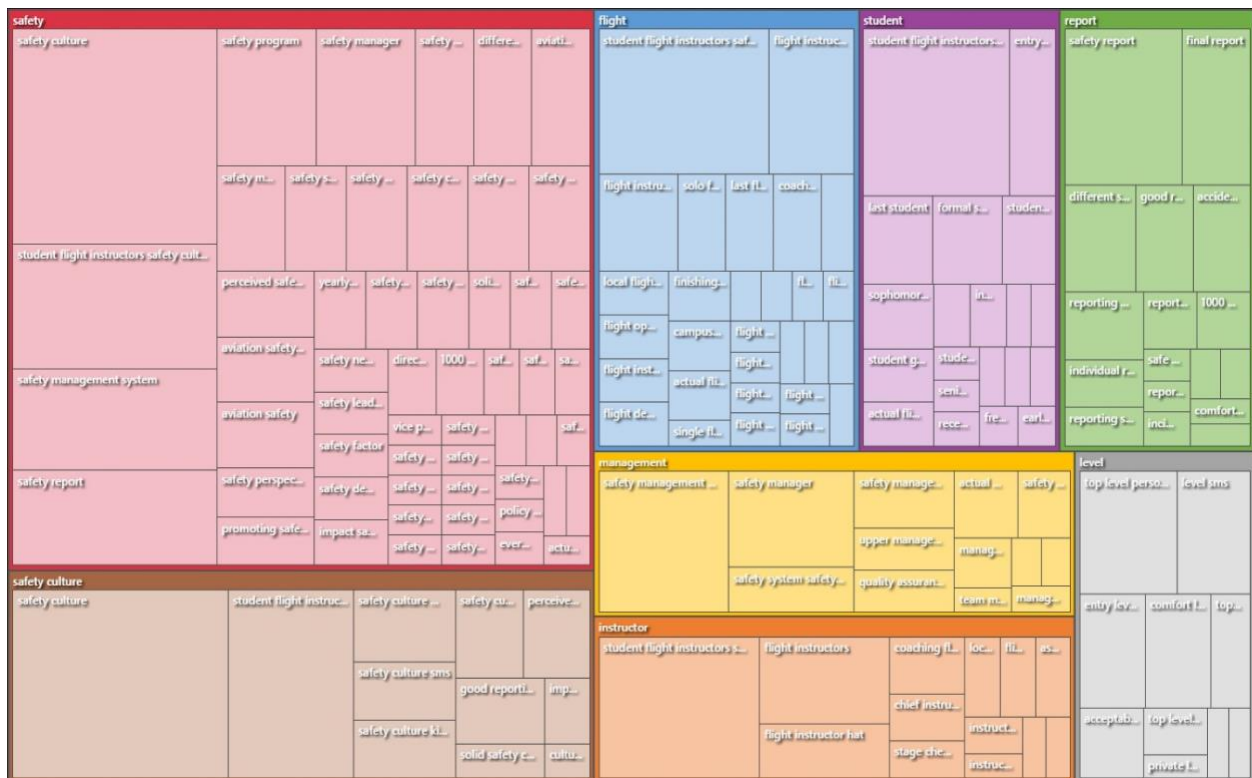 safety
safety culture
safety program
safety manager
safety ...
differe...
aviati...
safety m...
safety s...
safety ...
safety c...
safety ...
safety ...
student flight instructors safety cult...
perceived safe...
yearly...
safety...
safety ...
soli...
saf...
safe...
aviation safety...
safety ne...
direc...
1000 ...
saf...
saf...
sa...
safety management system
safety lead...
aviation safety
vice p...
safety ...
saf...
safety factor
safety ...
safety ...
safety report
safety perspec...
safety de...
safety ...
safety ...
safety...
policy ...
promoting safe...
impact sa...
safety...
safety ...
safety ...
safety...
ever...
actu...
safety culture
safety culture
student flight instruc...
safety culture ...
safety cu...
perceive...
safety culture sms
good reporti...
imp...
safety culture ki...
solid safety c...
cultu...
flight
student flight instructors saf...
flight instruc...
flight instru...
solo f...
last fl...
coach...
local fligh...
finishing...
fl...
fli...
flight op...
campus...
flight ...
flight inst...
actual fli...
flight...
flight de...
single fl...
flight...
flight ...
flight ...
flight ...
student
student flight instructors...
entry...
last student
formal s...
studen...
sophomor...
in...
student g...
stude...
seni...
actual fli...
rece...
fre...
earl...
report
safety report
final report
different s...
good r...
accide...
reporting ...
report...
1000 ...
individual r...
safe ...
repor...
reporting s...
inci...
comfort...
management
safety management ...
safety manager
safety manage...
actual ...
safety ...
upper manage...
manag...
safety system safety...
quality assuran...
team m...
manag...
instructor
student flight instructors s...
flight instructors
coaching fl...
loc...
fli...
as...
chief instru...
flight instructor hat
instruct...
stage che...
instruc...
level
top level perso...
level sms
entry lev...
comfort l...
top...
acceptab...
top level...
private l...